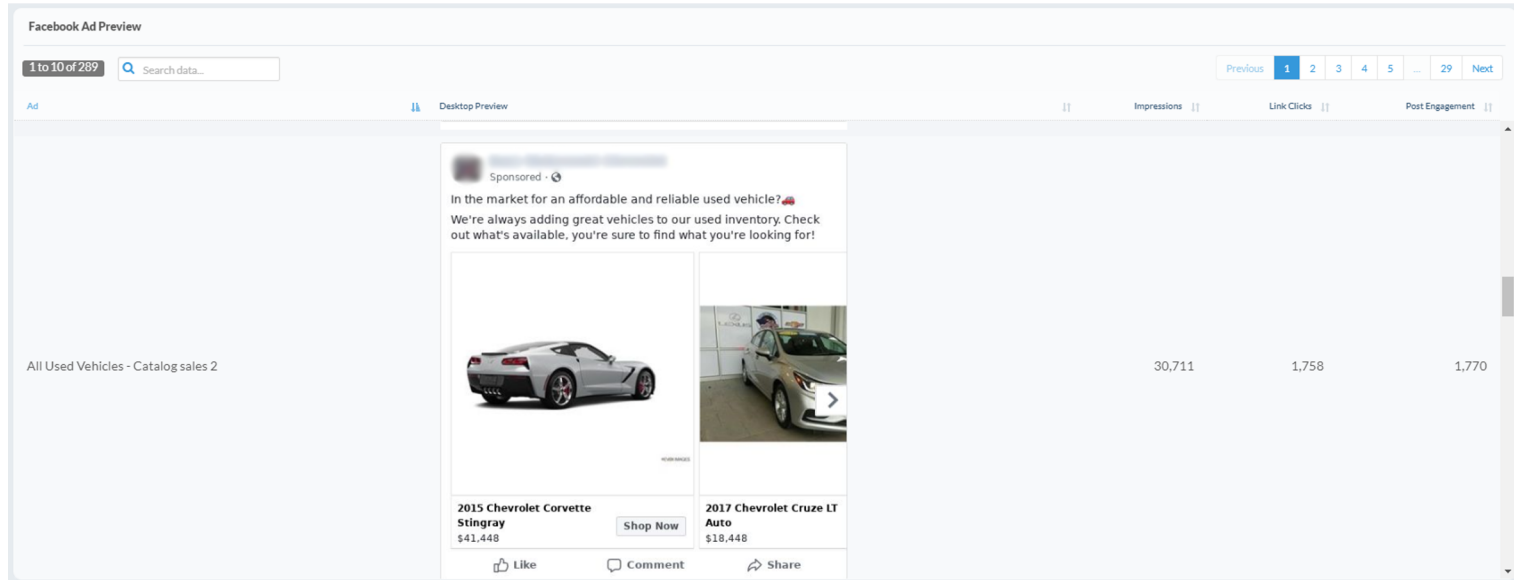 Facebook Ad Preview
1 to 10 of 289 Search data... Previous 1 2 3 4 5 ... 29 Next
Ad Desktop Preview Impressions Link Clicks Post Engagement
Sponsored ·
In the market for an affordable and reliable used vehicle?🚗
We're always adding great vehicles to our used inventory. Check
out what's available, you're sure to find what you're looking for!
LEXUS
All Used Vehicles - Catalog sales 2 30,711 1,758 1,770
2015 Chevrolet Corvette
Stingray
$41,448
Shop Now
2017 Chevrolet Cruze LT
Auto
$18,448
Like Comment Share